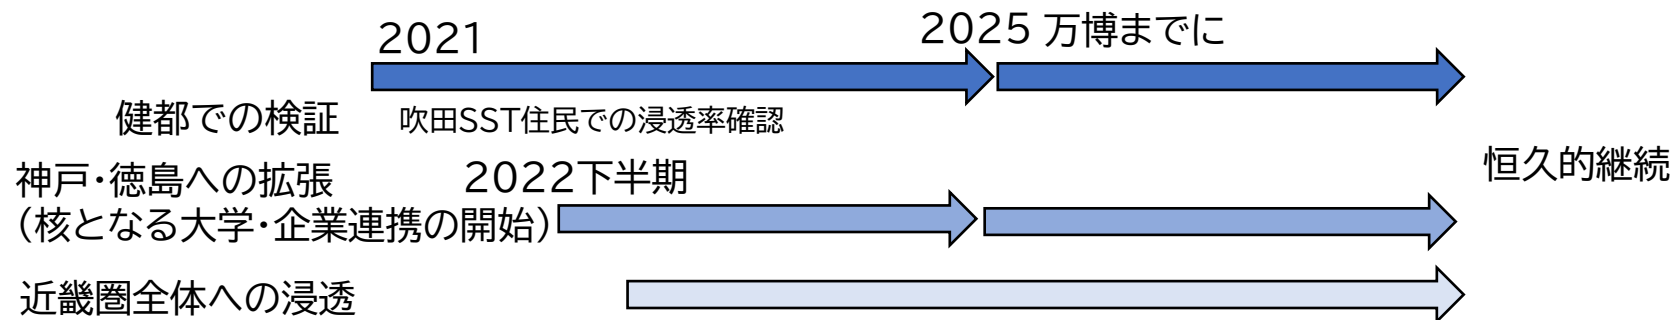 2021
2025 万博までに
健都での検証
吹田SST住民での浸透率確認
神戸・徳島への拡張
2022下半期
(核となる大学・企業連携の開始)
恒久的継続
近畿圏全体への浸透